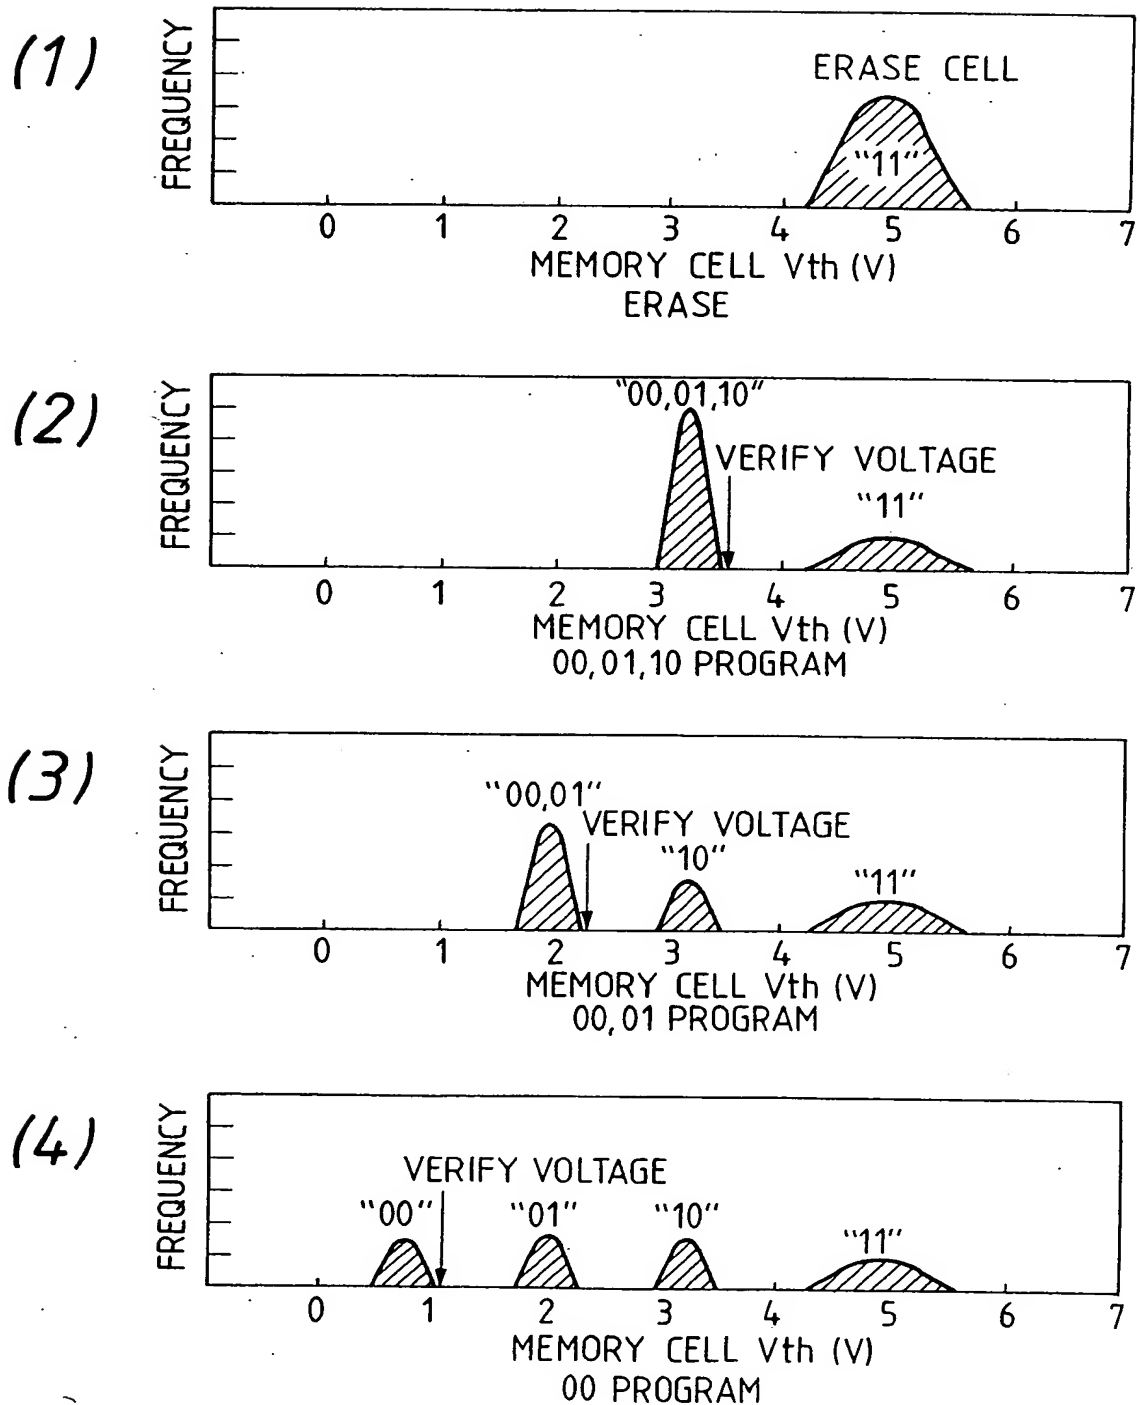 (1)
FREQUENCY
ERASE CELL
"11"
0 1 2 3 4 5 6 7
MEMORY CELL Vth (V)
ERASE
(2)
FREQUENCY
"00,01,10"
VERIFY VOLTAGE
"11"
0 1 2 3 4 5 6 7
MEMORY CELL Vth (V)
00,01,10 PROGRAM
(3)
FREQUENCY
"00,01"
VERIFY VOLTAGE
"10"
"11"
0 1 2 3 4 5 6 7
MEMORY CELL Vth (V)
00,01 PROGRAM
(4)
FREQUENCY
VERIFY VOLTAGE
"00" "01" "10" "11"
0 1 2 3 4 5 6 7
MEMORY CELL Vth (V)
00 PROGRAM